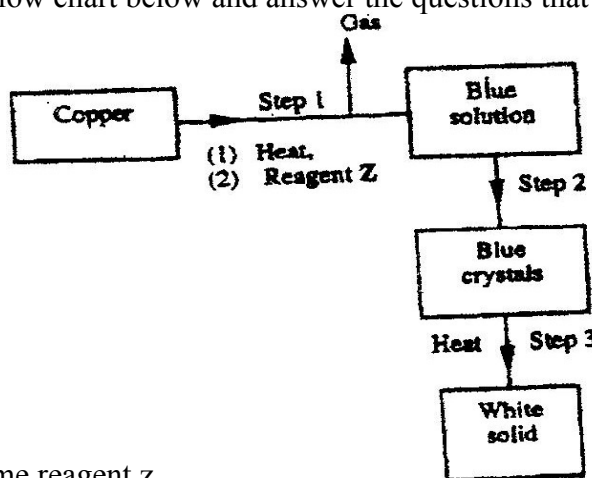 low chart below and answer the questions that
Gas
Copper
Step 1
Blue
solution
(1) Heat,
(2) Reagent Z
Step 2
Blue
crystals
Heat Step 3
White
solid
me reagent z